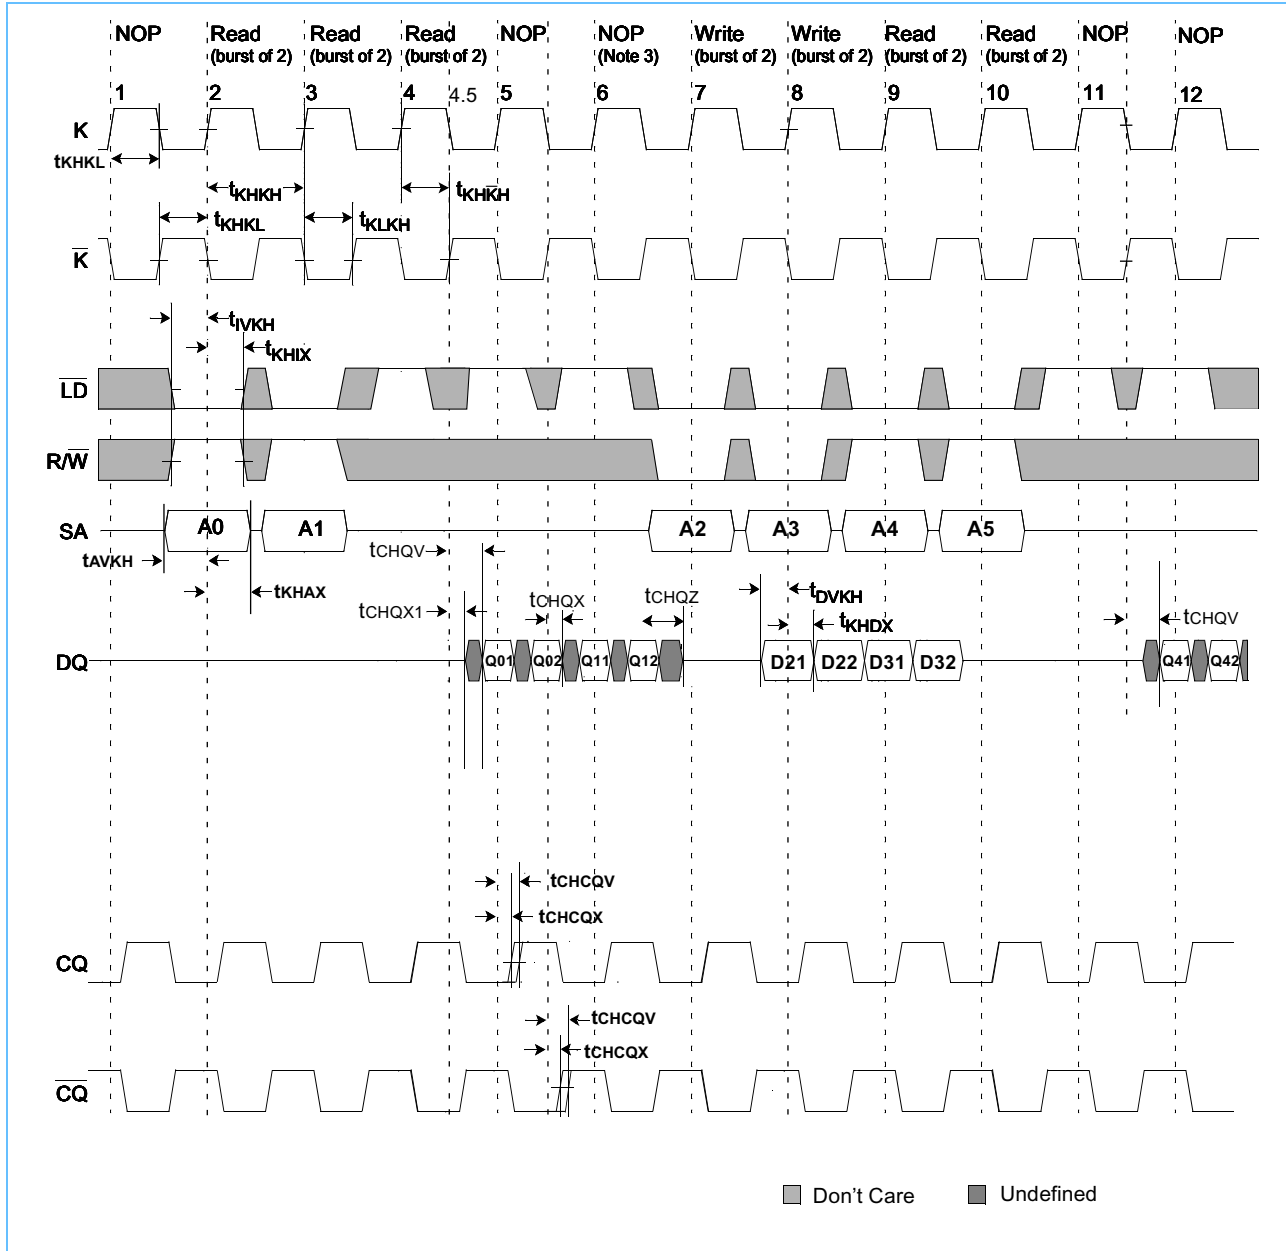 NOP Read Read Read NOP NOP Write Write Read Read NOP NOP
(burst of 2) (burst of 2) (burst of 2) (Note 3) (burst of 2) (burst of 2) (burst of 2) (burst of 2)
1 2 3 4 4.5 5 6 7 8 9 10 11 12
K
tKHKL
tKHKH tKHK̅H
tKHKL tKLKH
K̅
tIVKH
tKHIX
L̅D̅
R/W̅
SA A0 A1 A2 A3 A4 A5
tCHQV
tAVKH
tKHAX
tCHQX1 tCHQX tCHQZ tDVKH tCHQV
tKHDX
DQ Q01 Q02 Q11 Q12 D21 D22 D31 D32 Q41 Q42
tCHCQV
tCHCQX
CQ
tCHCQV
tCHCQX
C̅Q̅
Don't Care Undefined